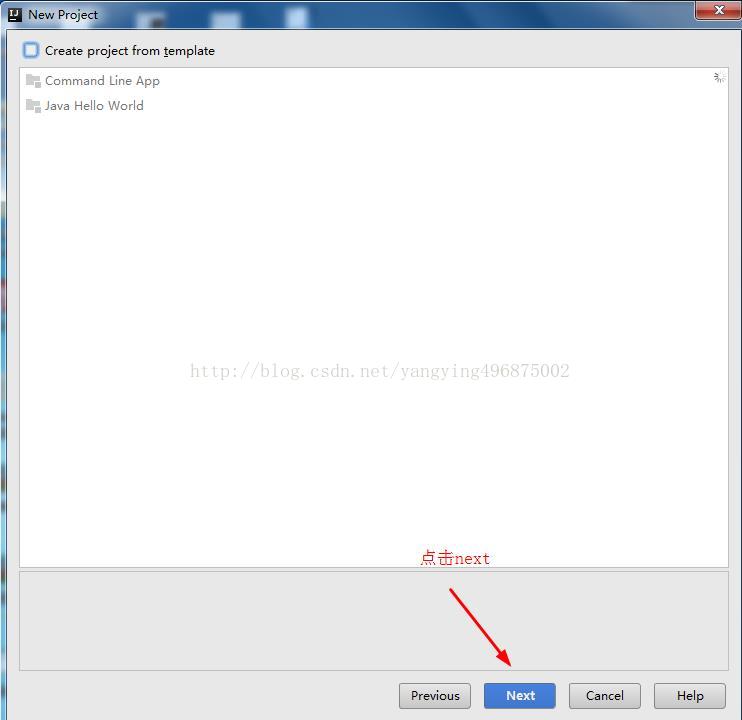 New Project
Create project from template
Command Line App
Java Hello World
http://blog.csdn.net/yangying496875002
点击next
Previous
Next
Cancel
Help